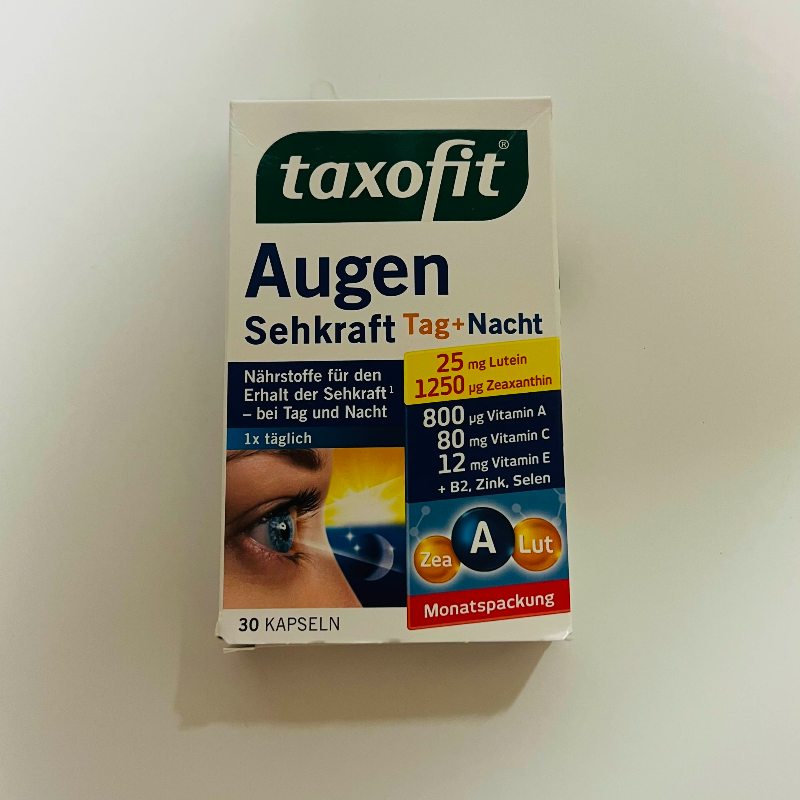 taxofit®
Augen
Sehkraft Tag+Nacht
Nährstoffe für den
Erhalt der Sehkraft¹
– bei Tag und Nacht
1x täglich
25 mg Lutein
1250 µg Zeaxanthin
800 µg Vitamin A
80 mg Vitamin C
12 mg Vitamin E
+ B2, Zink, Selen
Zea A Lut
Monatspackung
30 KAPSELN